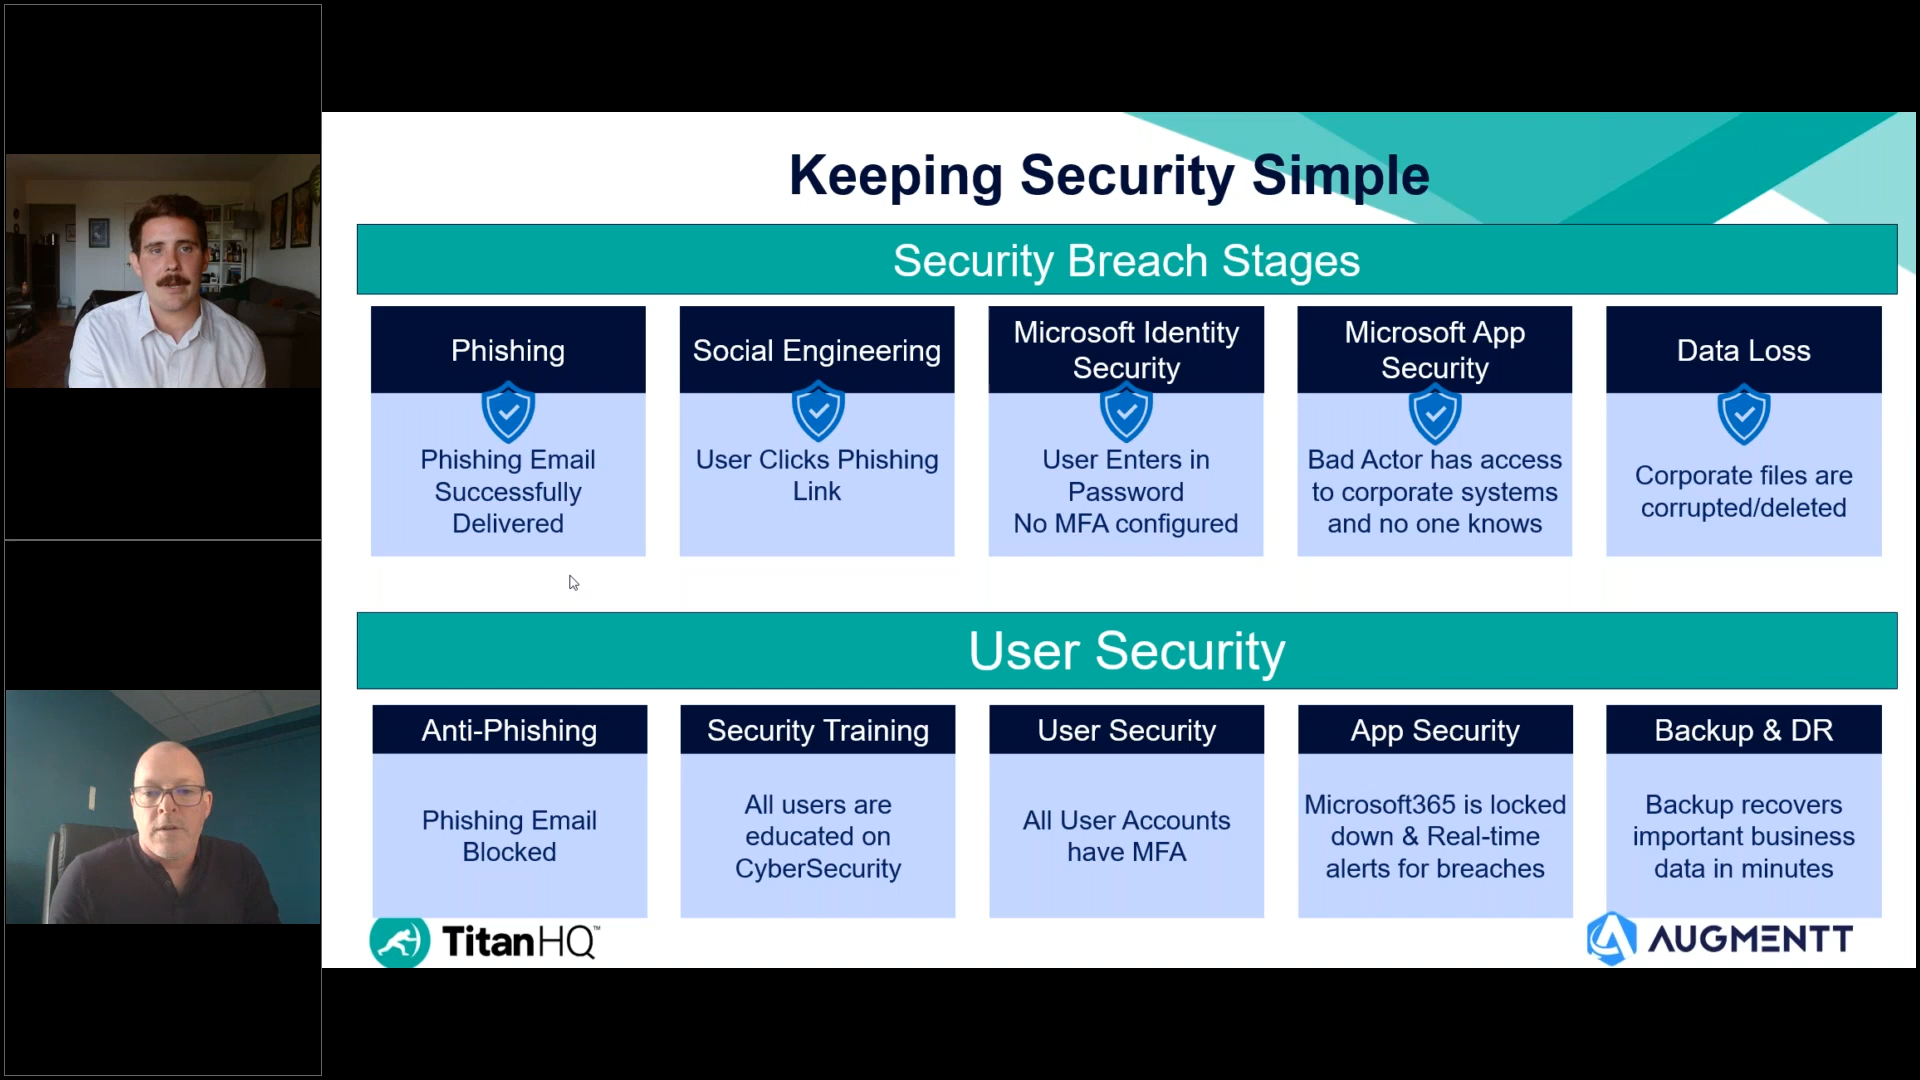 Keeping Security Simple
Security Breach Stages
Phishing
Phishing Email
Successfully
Delivered
Social Engineering
User Clicks Phishing
Link
Microsoft Identity
Security
User Enters in
Password
No MFA configured
Microsoft App
Security
Bad Actor has access
to corporate systems
and no one knows
Data Loss
Corporate files are
corrupted/deleted
User Security
Anti-Phishing
Phishing Email
Blocked
Security Training
All users are
educated on
CyberSecurity
User Security
All User Accounts
have MFA
App Security
Microsoft365 is locked
down & Real-time
alerts for breaches
Backup & DR
Backup recovers
important business
data in minutes
TitanHQ™
AUGMENTT